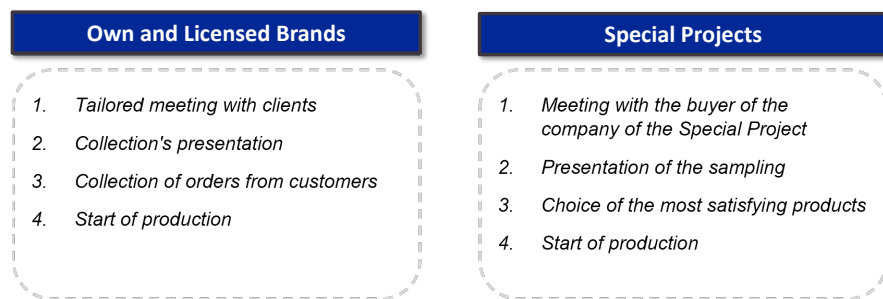 Own and Licensed Brands
1. Tailored meeting with clients
2. Collection's presentation
3. Collection of orders from customers
4. Start of production
Special Projects
1. Meeting with the buyer of the
company of the Special Project
2. Presentation of the sampling
3. Choice of the most satisfying products
4. Start of production